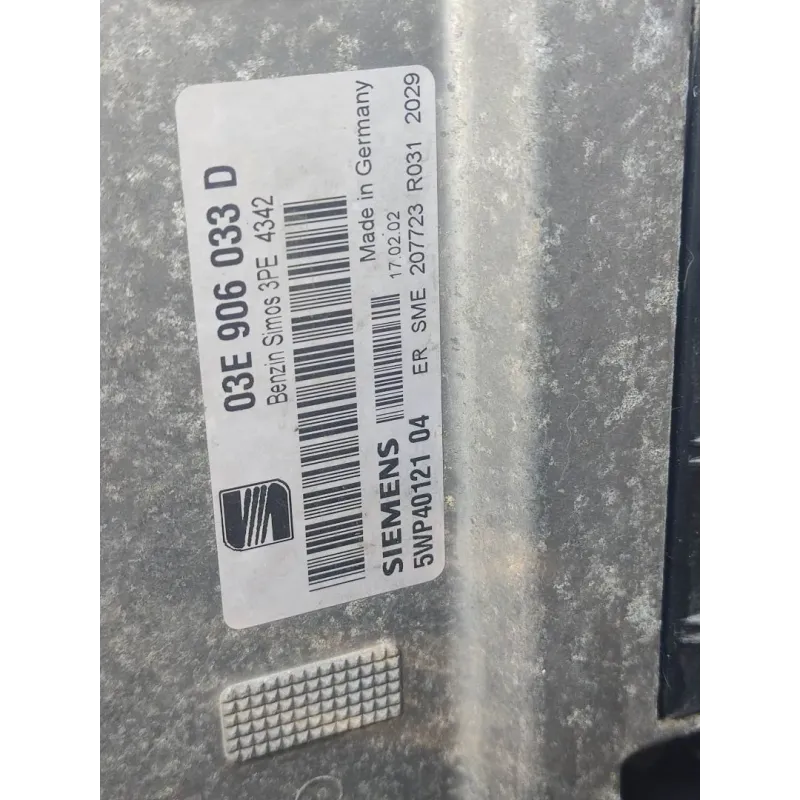 03E 906 033 D
Benzin Simos 3PE 4342
Made in Germany
17.02.02
SIEMENS
5WP40121 04
ER SME 207723 R031 2029